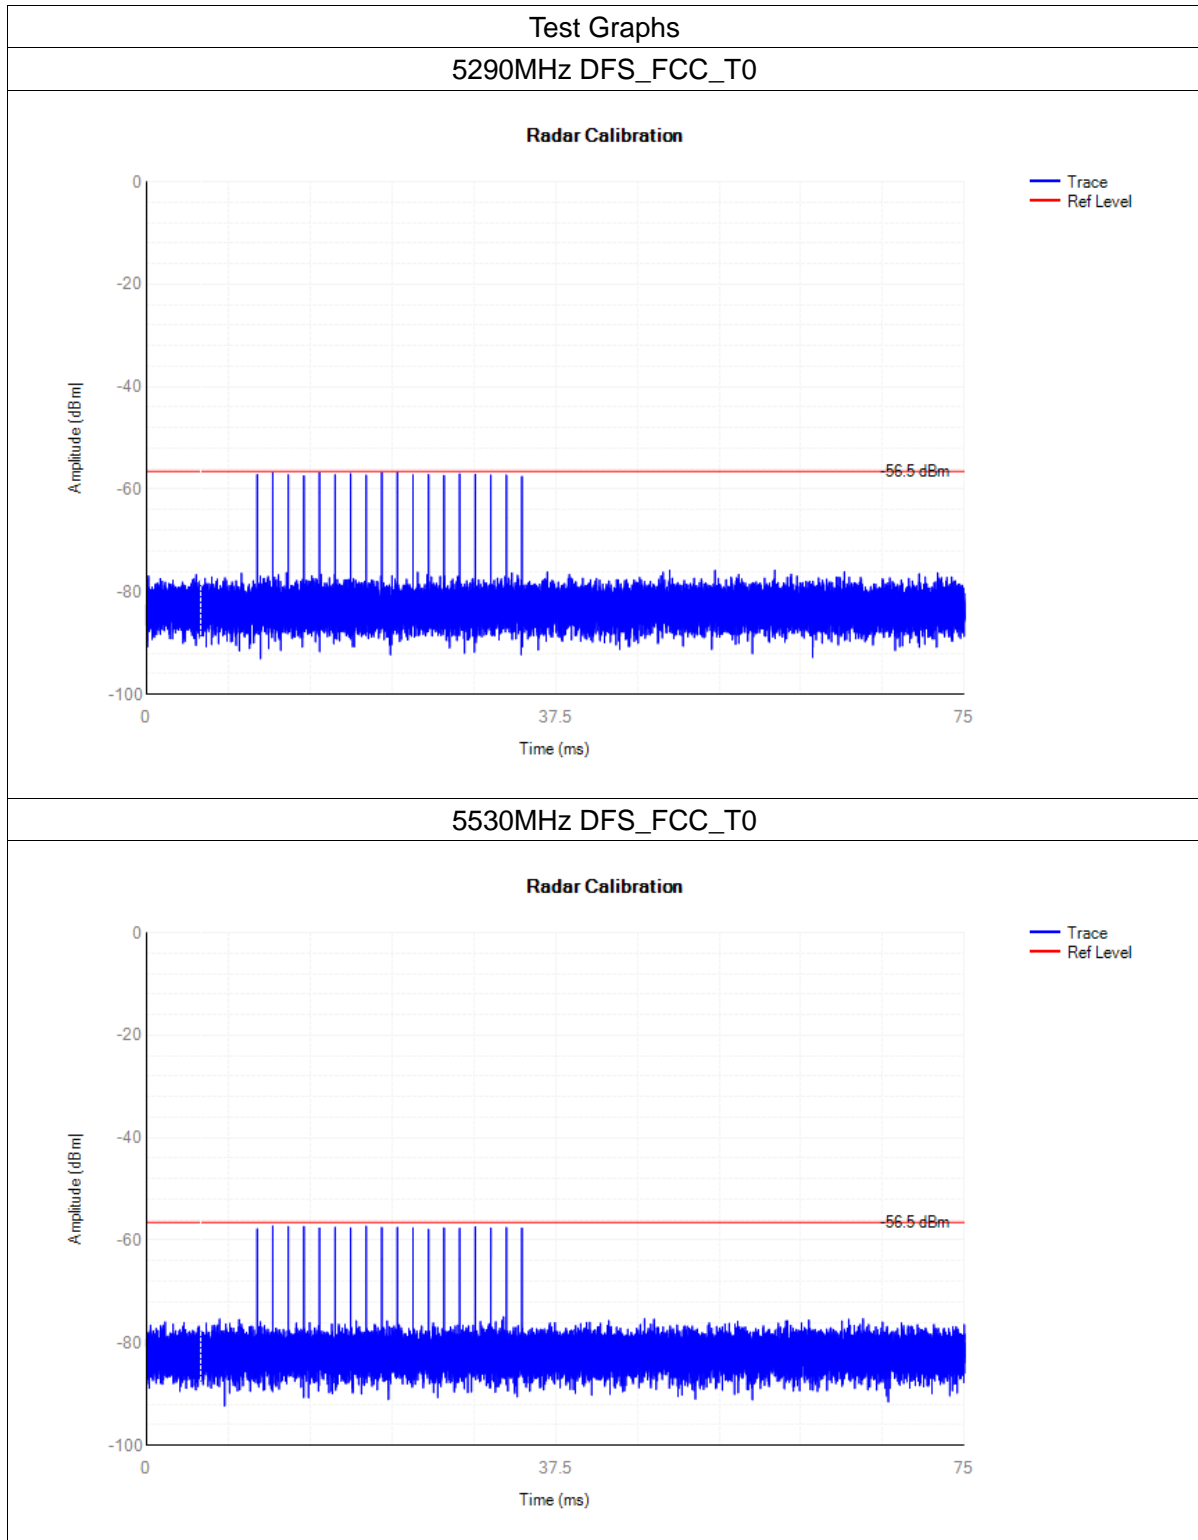 Test Graphs
5290MHz DFS_FCC_T0
Radar Calibration
0
Trace
Ref Level
-20
-40
Amplitude (dBm|
-56.5 dBm
-60
-80
-100
0
37.5
75
Time (ms)
5530MHz DFS_FCC_T0
Radar Calibration
0
Trace
Ref Level
-20
-40
Amplitude (dBm|
-56.5 dBm
-60
-80
-100
0
37.5
75
Time (ms)